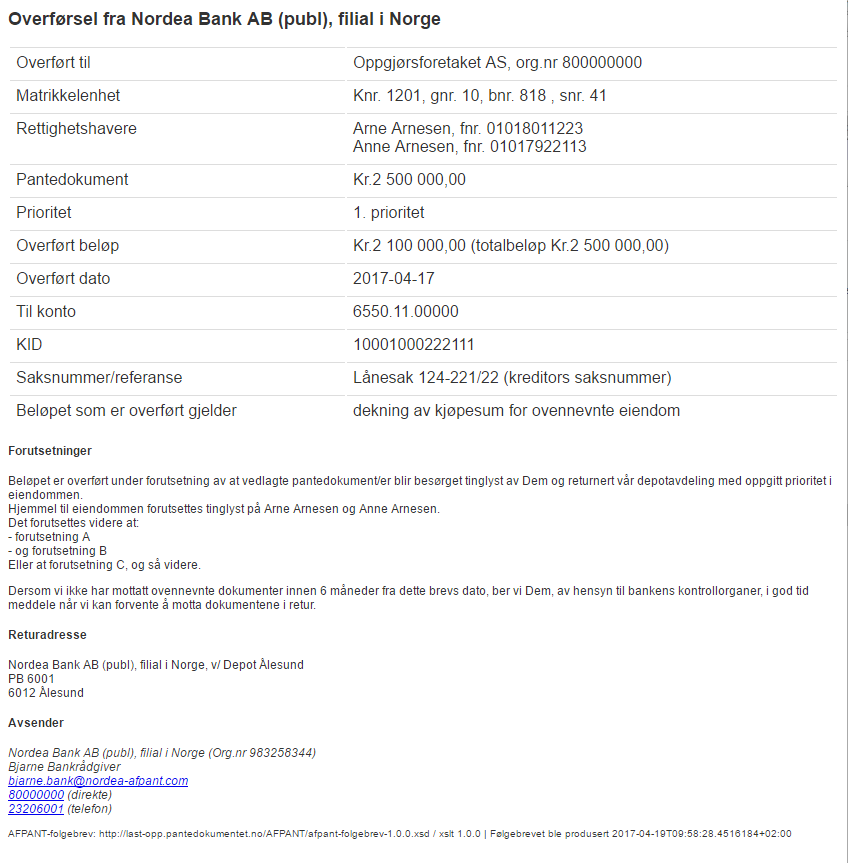 Overførsel fra Nordea Bank AB (publ), filial i Norge
Overført til Oppgjørsforetaket AS, org.nr 800000000
Matrikkelenhet Knr. 1201, gnr. 10, bnr. 818 , snr. 41
Rettighetshavere Arne Arnesen, fnr. 01018011223
Anne Arnesen, fnr. 01017922113
Pantedokument Kr.2 500 000,00
Prioritet 1. prioritet
Overført beløp Kr.2 100 000,00 (totalbeløp Kr.2 500 000,00)
Overført dato 2017-04-17
Til konto 6550.11.00000
KID 10001000222111
Saksnummer/referanse Lånesak 124-221/22 (kreditors saksnummer)
Beløpet som er overført gjelder dekning av kjøpesum for ovennevnte eiendom
Forutsetninger
Beløpet er overført under forutsetning av at vedlagte pantedokument/er blir besørget tinglyst av Dem og returnert vår depotavdeling med oppgitt prioritet i
eiendommen.
Hjemmel til eiendommen forutsettes tinglyst på Arne Arnesen og Anne Arnesen.
Det forutsettes videre at:
- forutsetning A
- og forutsetning B
Eller at forutsetning C, og så videre.
Dersom vi ikke har mottatt ovennevnte dokumenter innen 6 måneder fra dette brevs dato, ber vi Dem, av hensyn til bankens kontrollorganer, i god tid
meddele når vi kan forvente å motta dokumentene i retur.
Returadresse
Nordea Bank AB (publ), filial i Norge, v/ Depot Ålesund
PB 6001
6012 Ålesund
Avsender
Nordea Bank AB (publ), filial i Norge (Org.nr 983258344)
Bjarne Bankrådgiver
bjarne.bank@nordea-afpant.com
80000000 (direkte)
23206001 (telefon)
AFPANT-folgebrev: http://last-opp.pantedokumentet.no/AFPANT/afpant-folgebrev-1.0.0.xsd / xslt 1.0.0 | Følgebrevet ble produsert 2017-04-19T09:58:28.4516184+02:00